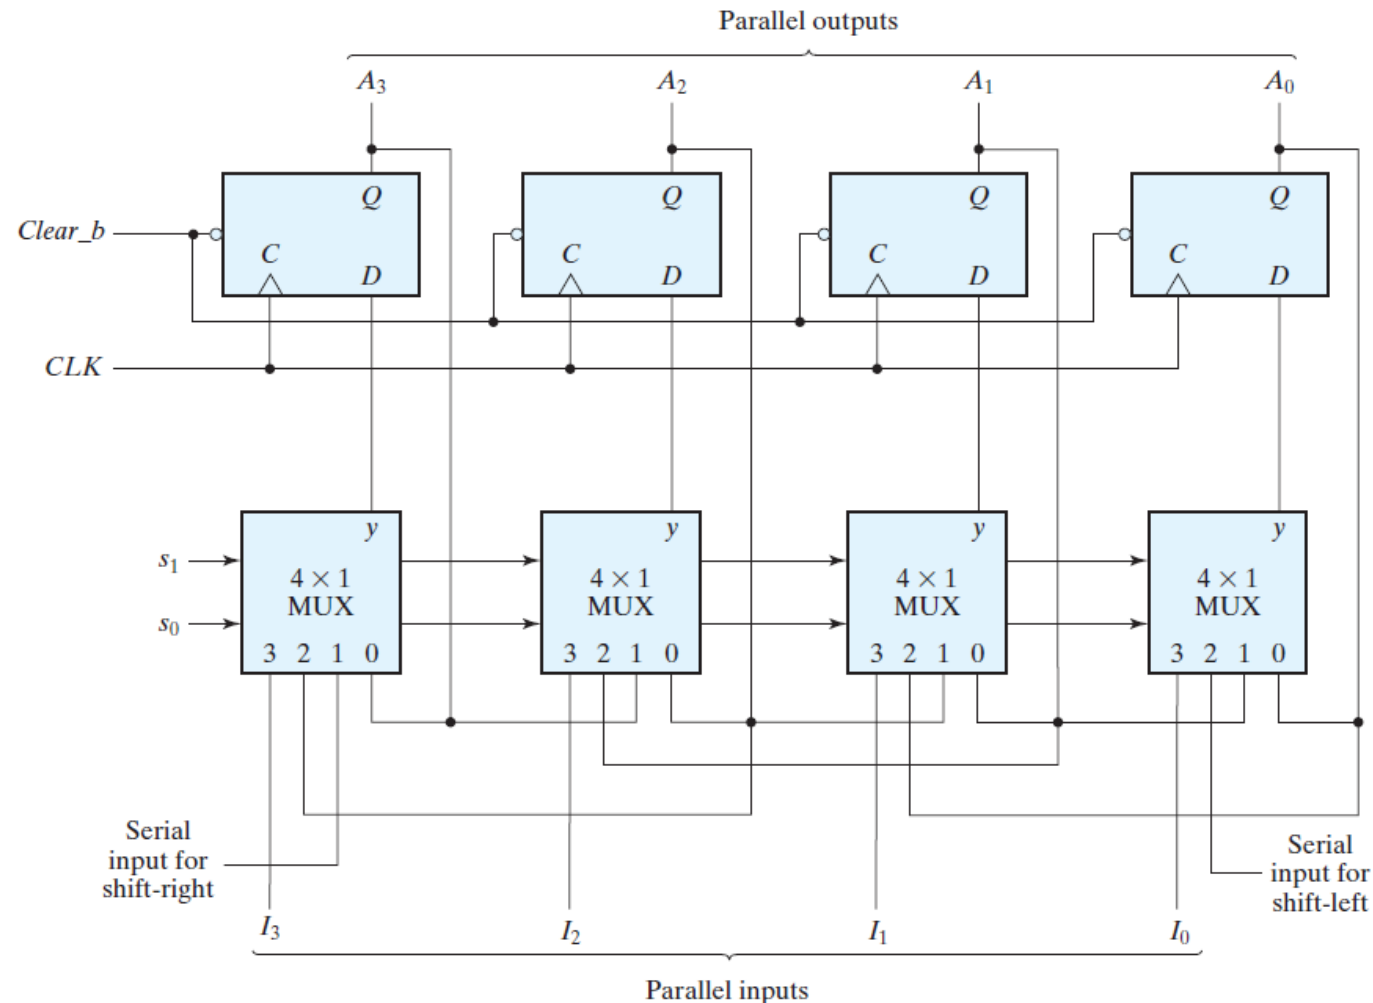 Parallel outputs
A3 A2 A1 A0
Q Q Q Q
Clear_b
C C C C
D D D D
CLK
y y y y
s1
4 × 1 4 × 1 4 × 1 4 × 1
MUX MUX MUX MUX
s0
3 2 1 0 3 2 1 0 3 2 1 0 3 2 1 0
Serial
input for
shift-right
Serial
input for
shift-left
I3 I2 I1 I0
Parallel inputs